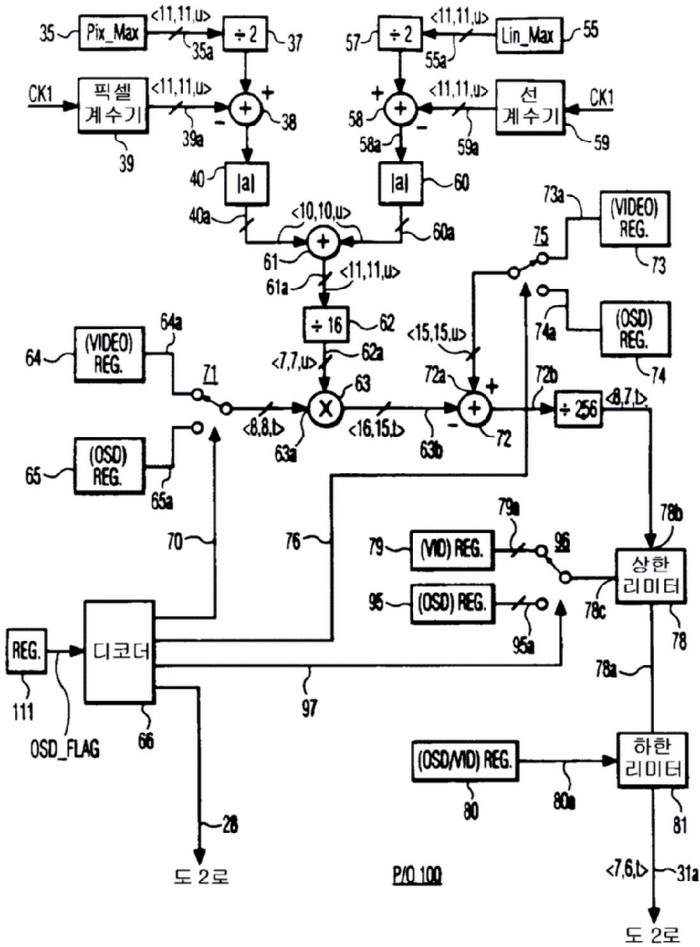 35 Pix_Max <11,11,u> 35a ÷2 37
57 ÷2 <11,11,u> 55a Lin_Max 55
CK1 픽셀 계수기 39 <11,11,u> 39a + − 38
+ − 58 <11,11,u> 59a 선 계수기 59 CK1
58a
40 |a| 40a
|a| 60 60a
<10,10,u>
61 +
61a <11,11,u>
÷16 62
<7,7,u> 62a
64 (VIDEO) REG. 64a
71
65 (OSD) REG. 65a
<8,8,t> 63a X 63
<16,15,t> 63b
73a (VIDEO) REG. 73
75
74a (OSD) REG. 74
<15,15,u>
72a + 72b
− + 72
÷256 <8,7,t>
70
76
79 (VID) REG. 79a 96
95 (OSD) REG. 95a
78b
상한 리미터
78c 78
78a
REG. 111
OSD_FLAG
디코더
66
97
28
도 2로
(OSD/VID) REG.
80 80a
하한 리미터
81
P/O 100
<7,6,t> 31a
도 2로